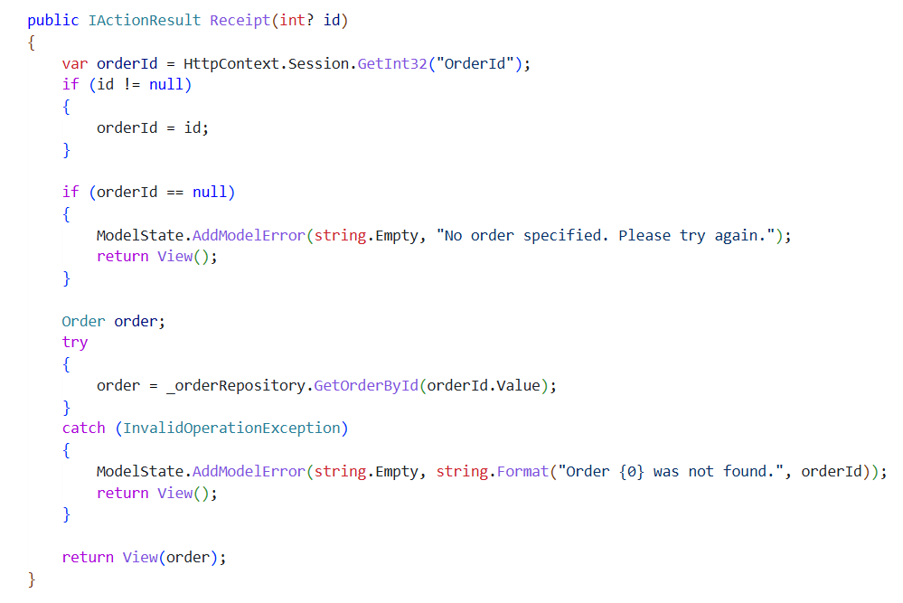 public IActionResult Receipt(int? id)
{
    var orderId = HttpContext.Session.GetInt32("OrderId");
    if (id != null)
    {
        orderId = id;
    }

    if (orderId == null)
    {
        ModelState.AddModelError(string.Empty, "No order specified. Please try again.");
        return View();
    }

    Order order;
    try
    {
        order = _orderRepository.GetOrderById(orderId.Value);
    }
    catch (InvalidOperationException)
    {
        ModelState.AddModelError(string.Empty, string.Format("Order {0} was not found.", orderId));
        return View();
    }

    return View(order);
}